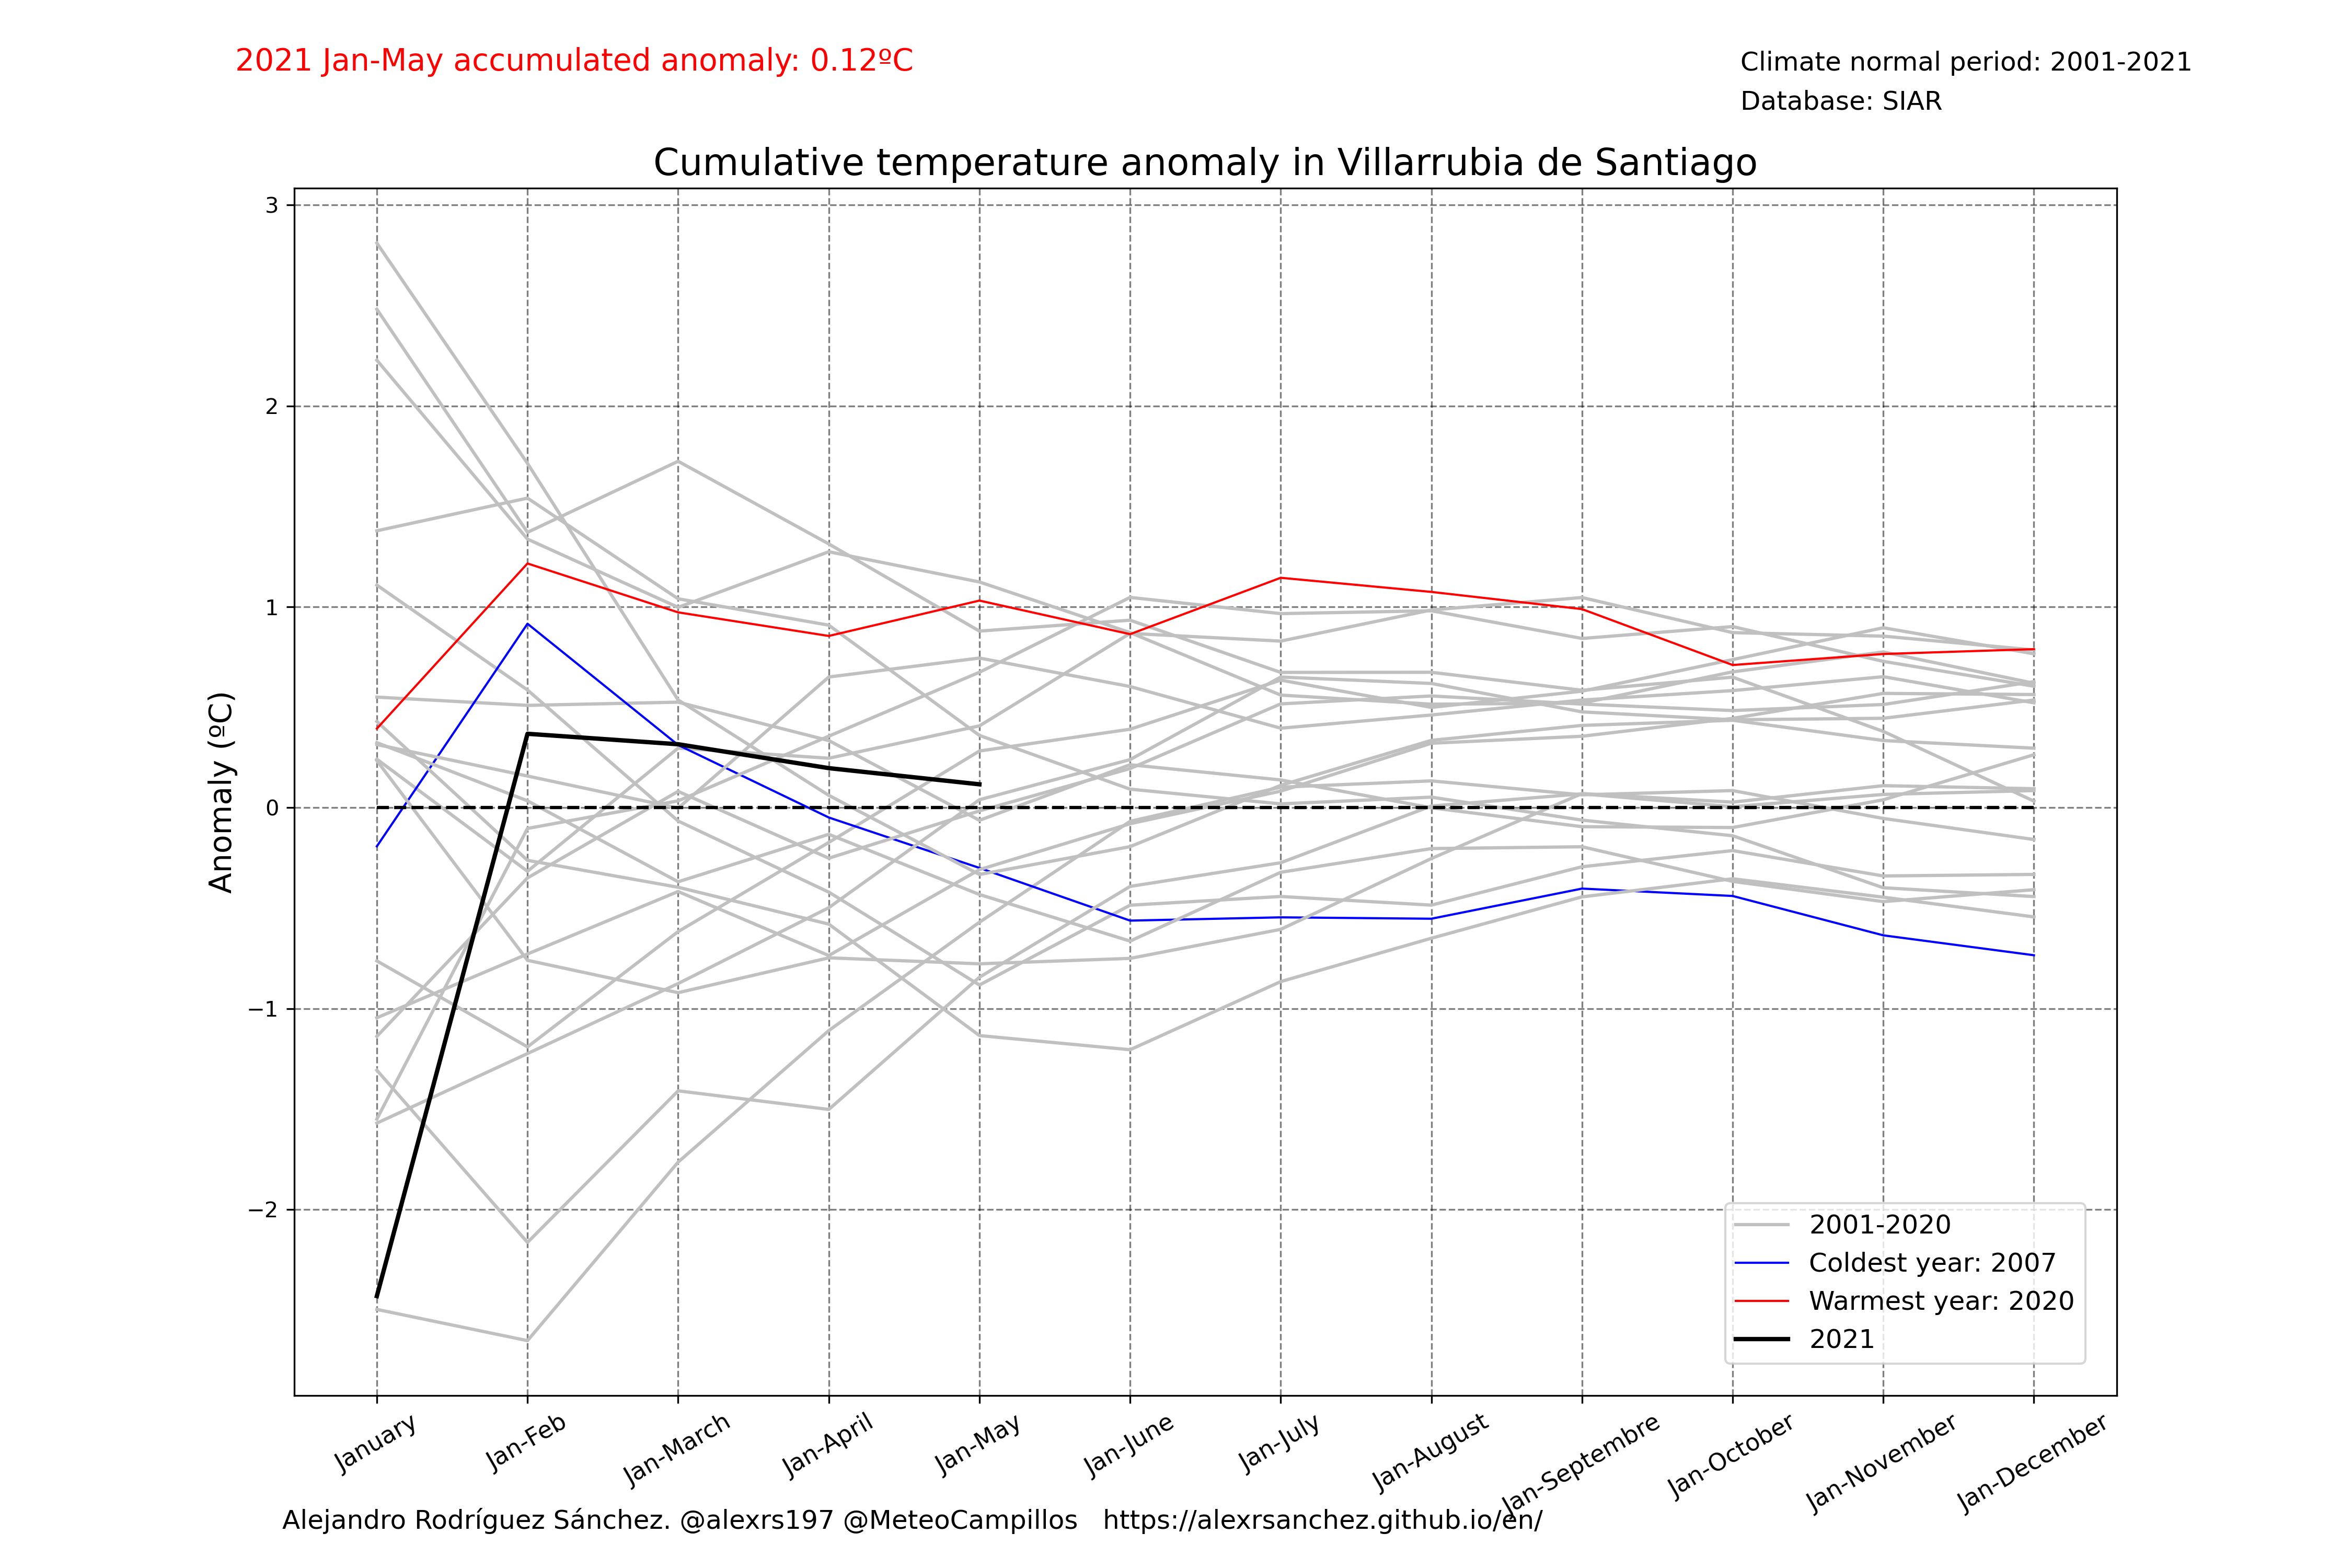 2021 Jan-May accumulated anomaly: 0.12ºC
Climate normal period: 2001-2021
Database: SIAR
Cumulative temperature anomaly in Villarrubia de Santiago
Anomaly (ºC)
3
2
1
0
−1
−2
2001-2020
Coldest year: 2007
Warmest year: 2020
2021
January
Jan-Feb
Jan-March
Jan-April
Jan-May
Jan-June
Jan-July
Jan-August
Jan-Septembre
Jan-October
Jan-November
Jan-December
Alejandro Rodríguez Sánchez. @alexrs197 @MeteoCampillos   https://alexrsanchez.github.io/en/